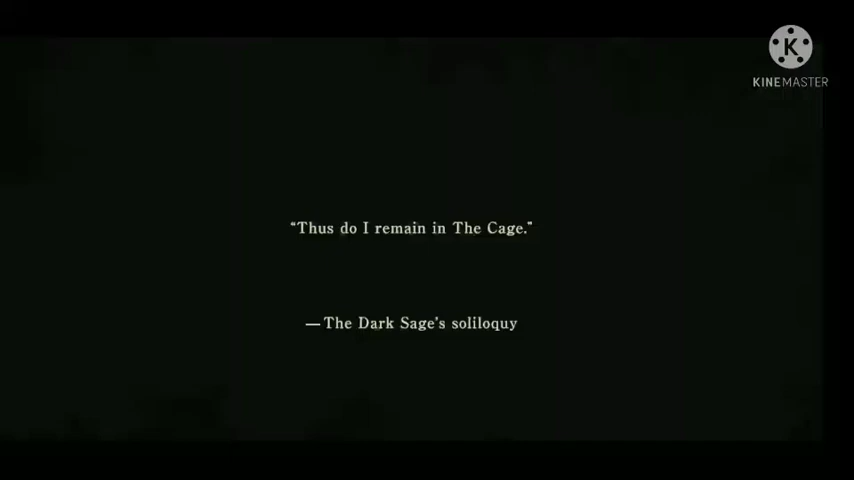 K
KINEMASTER
“Thus do I remain in The Cage.”
—The Dark Sage’s soliloquy